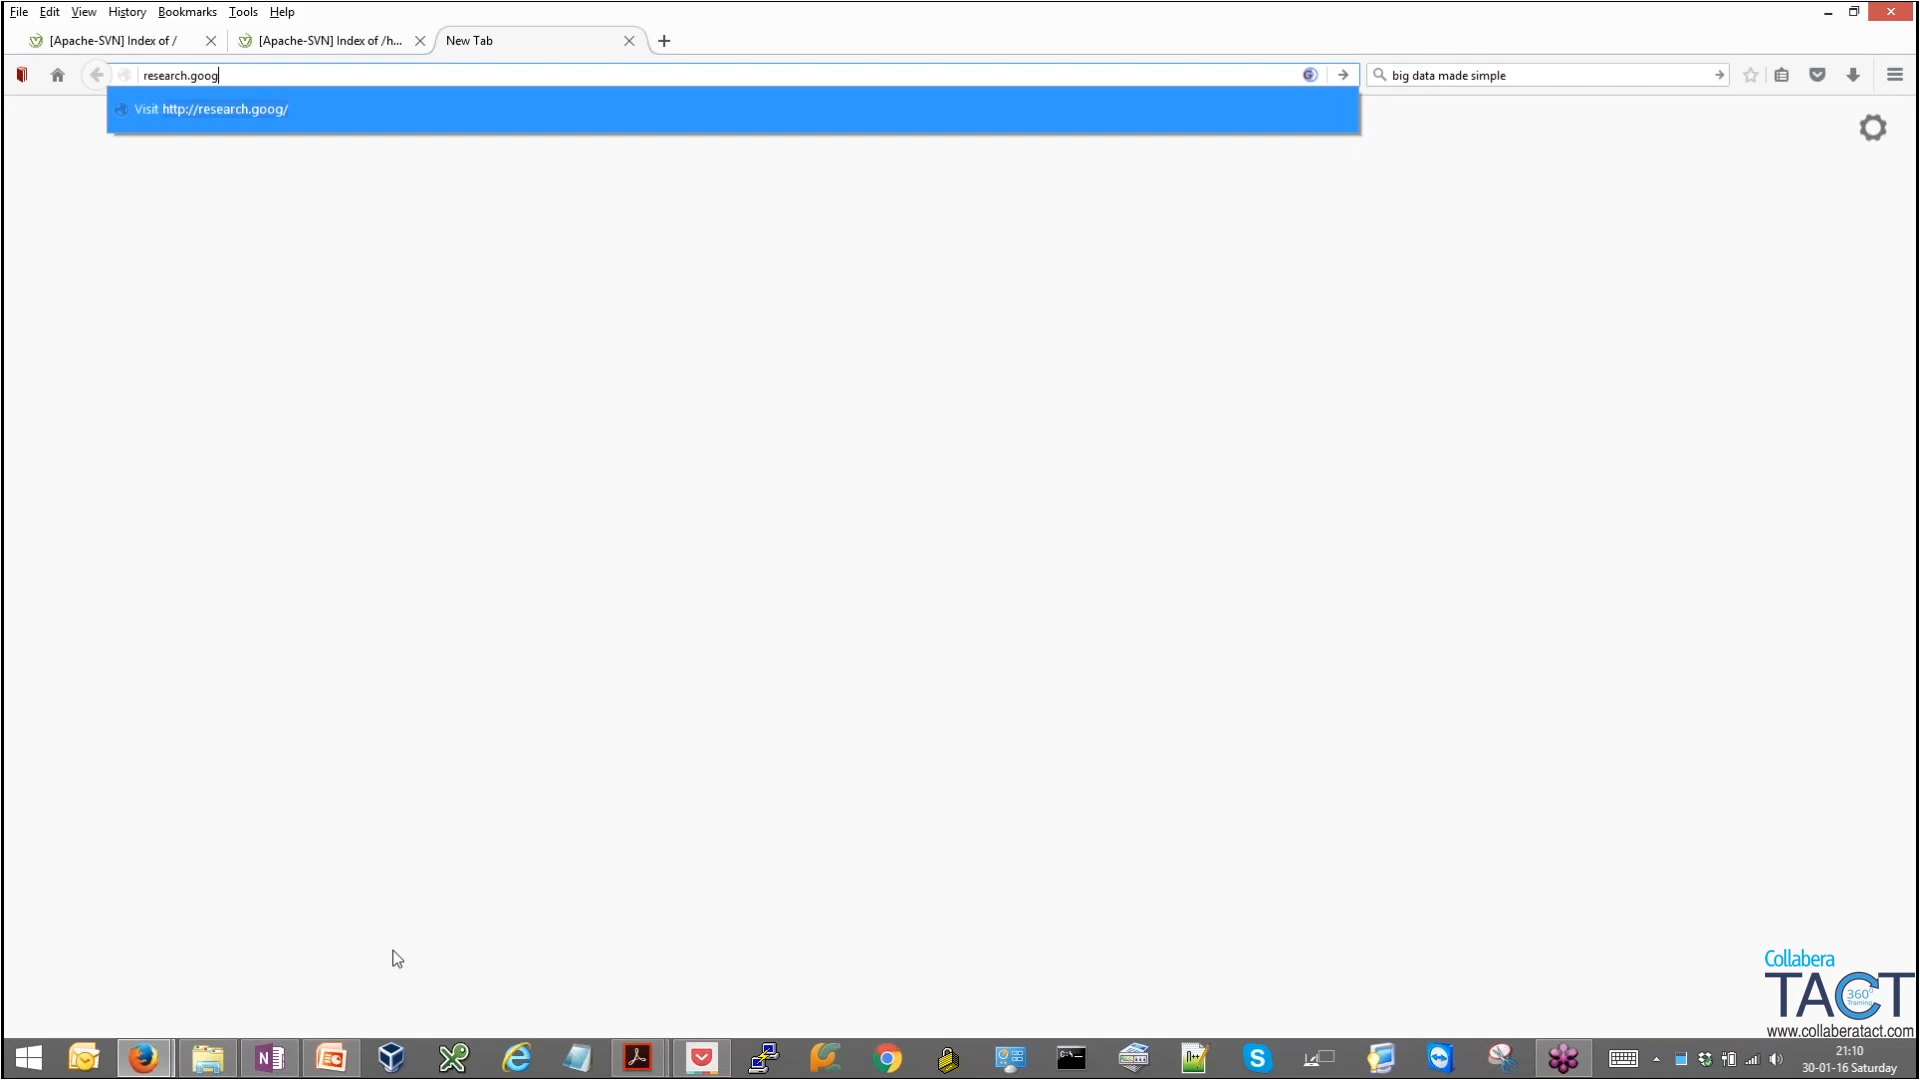 File Edit View History Bookmarks Tools Help
[Apache-SVN] Index of /
[Apache-SVN] Index of /h...
New Tab
research.goog
big data made simple
Visit http://research.goog/
Collabera
TACT
360°
Training
www.collaberatact.com
21:10
30-01-16 Saturday